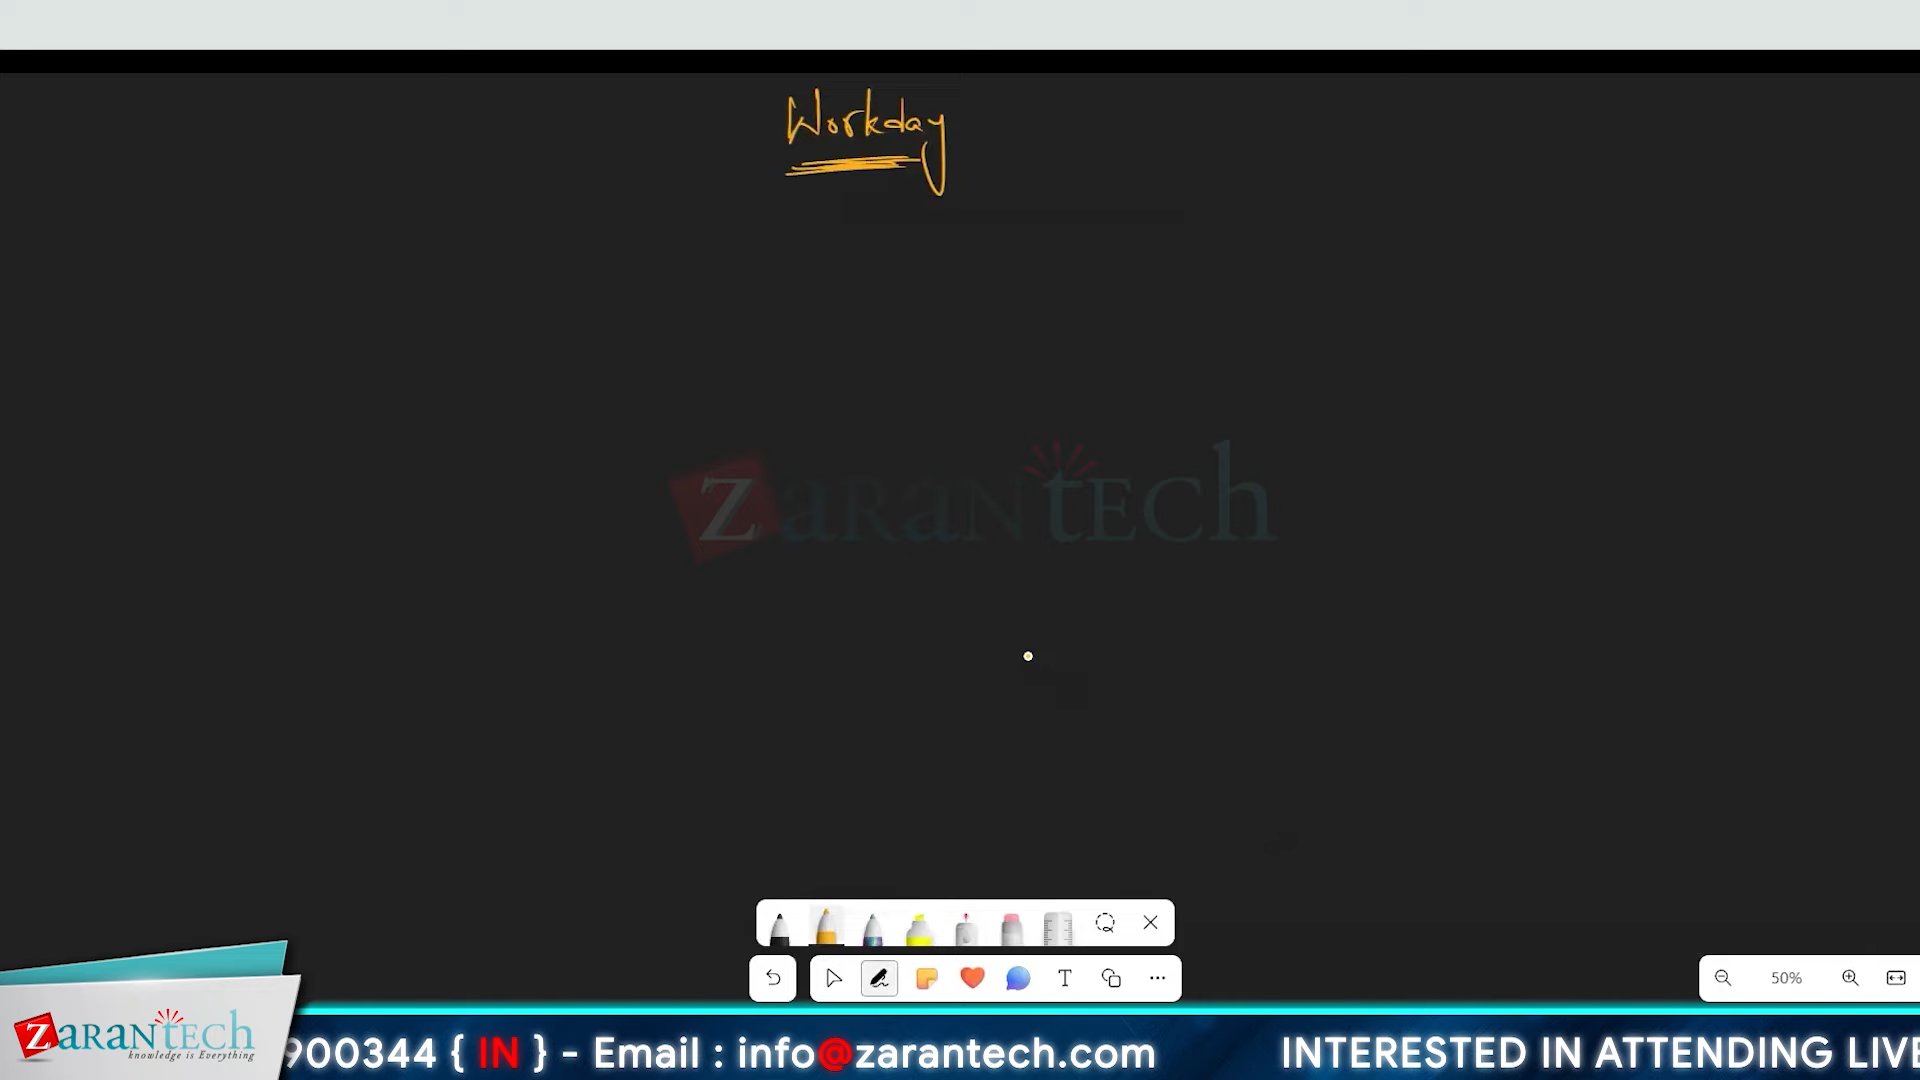 Workday
ZaranTech
50%
ZaranTech
knowledge is Everything
900344 { IN } - Email : info@zarantech.com
INTERESTED IN ATTENDING LIVE